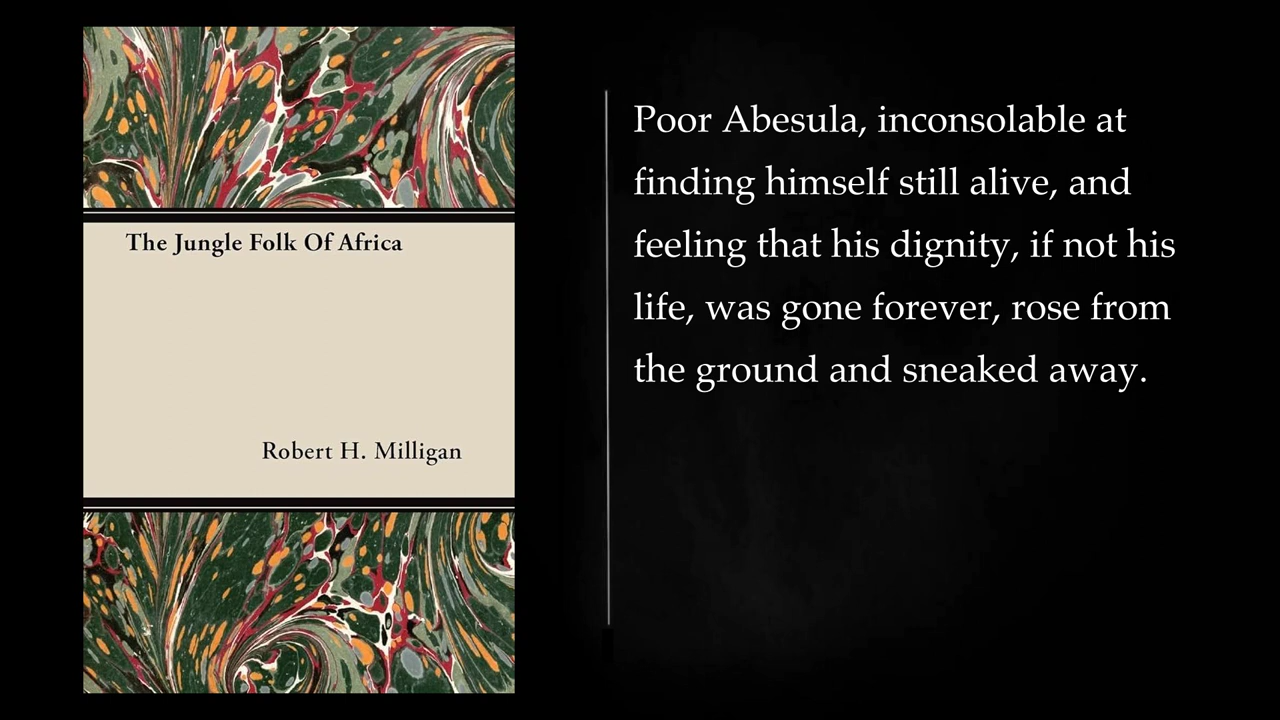 The Jungle Folk Of Africa
Robert H. Milligan
Poor Abesula, inconsolable at
finding himself still alive, and
feeling that his dignity, if not his
life, was gone forever, rose from
the ground and sneaked away.